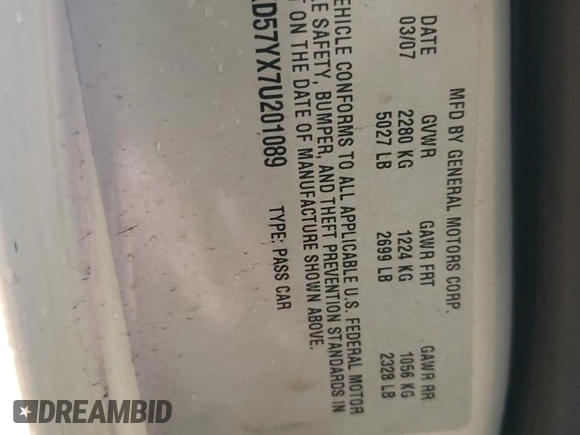 MFD BY GENERAL MOTORS CORP.
DATE GVWR GAWR FRT GAWR RR
03/07 2280 KG 1224 KG 1056 KG
5027 LB 2699 LB 2328 LB
VEHICLE CONFORMS TO ALL APPLICABLE U.S. FEDERAL MOTOR
LE SAFETY, BUMPER, AND THEFT PREVENTION STANDARDS IN
T ON THE DATE OF MANUFACTURE SHOWN ABOVE.
D57YX7U201089 TYPE: PASS CAR
DREAMBID